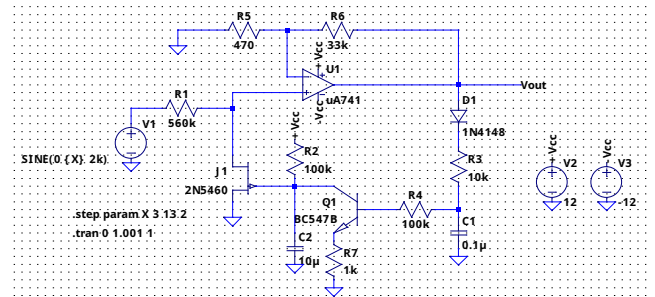 R5
470
R6
33k
+Vcc
U1
uA741
-Vcc
Vout
R1
560k
V1
SINE(0 {X} 2k)
J1
2N5460
+Vcc
R2
100k
D1
1N4148
R3
10k
Q1
BC547B
R4
100k
C1
0.1µ
C2
10µ
R7
1k
.step param X 3 13 2
.tran 0 1.001 1
+Vcc
V2
12
-Vcc
V3
-12